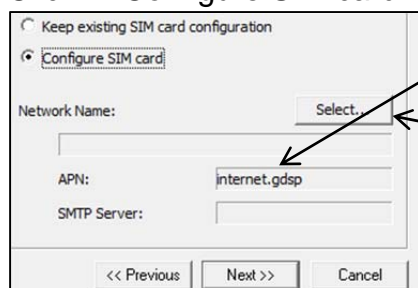 Keep existing SIM card configuration
Configure SIM card
Network Name:
Select...
APN:
internet.gdsp
SMTP Server:
<< Previous
Next >>
Cancel